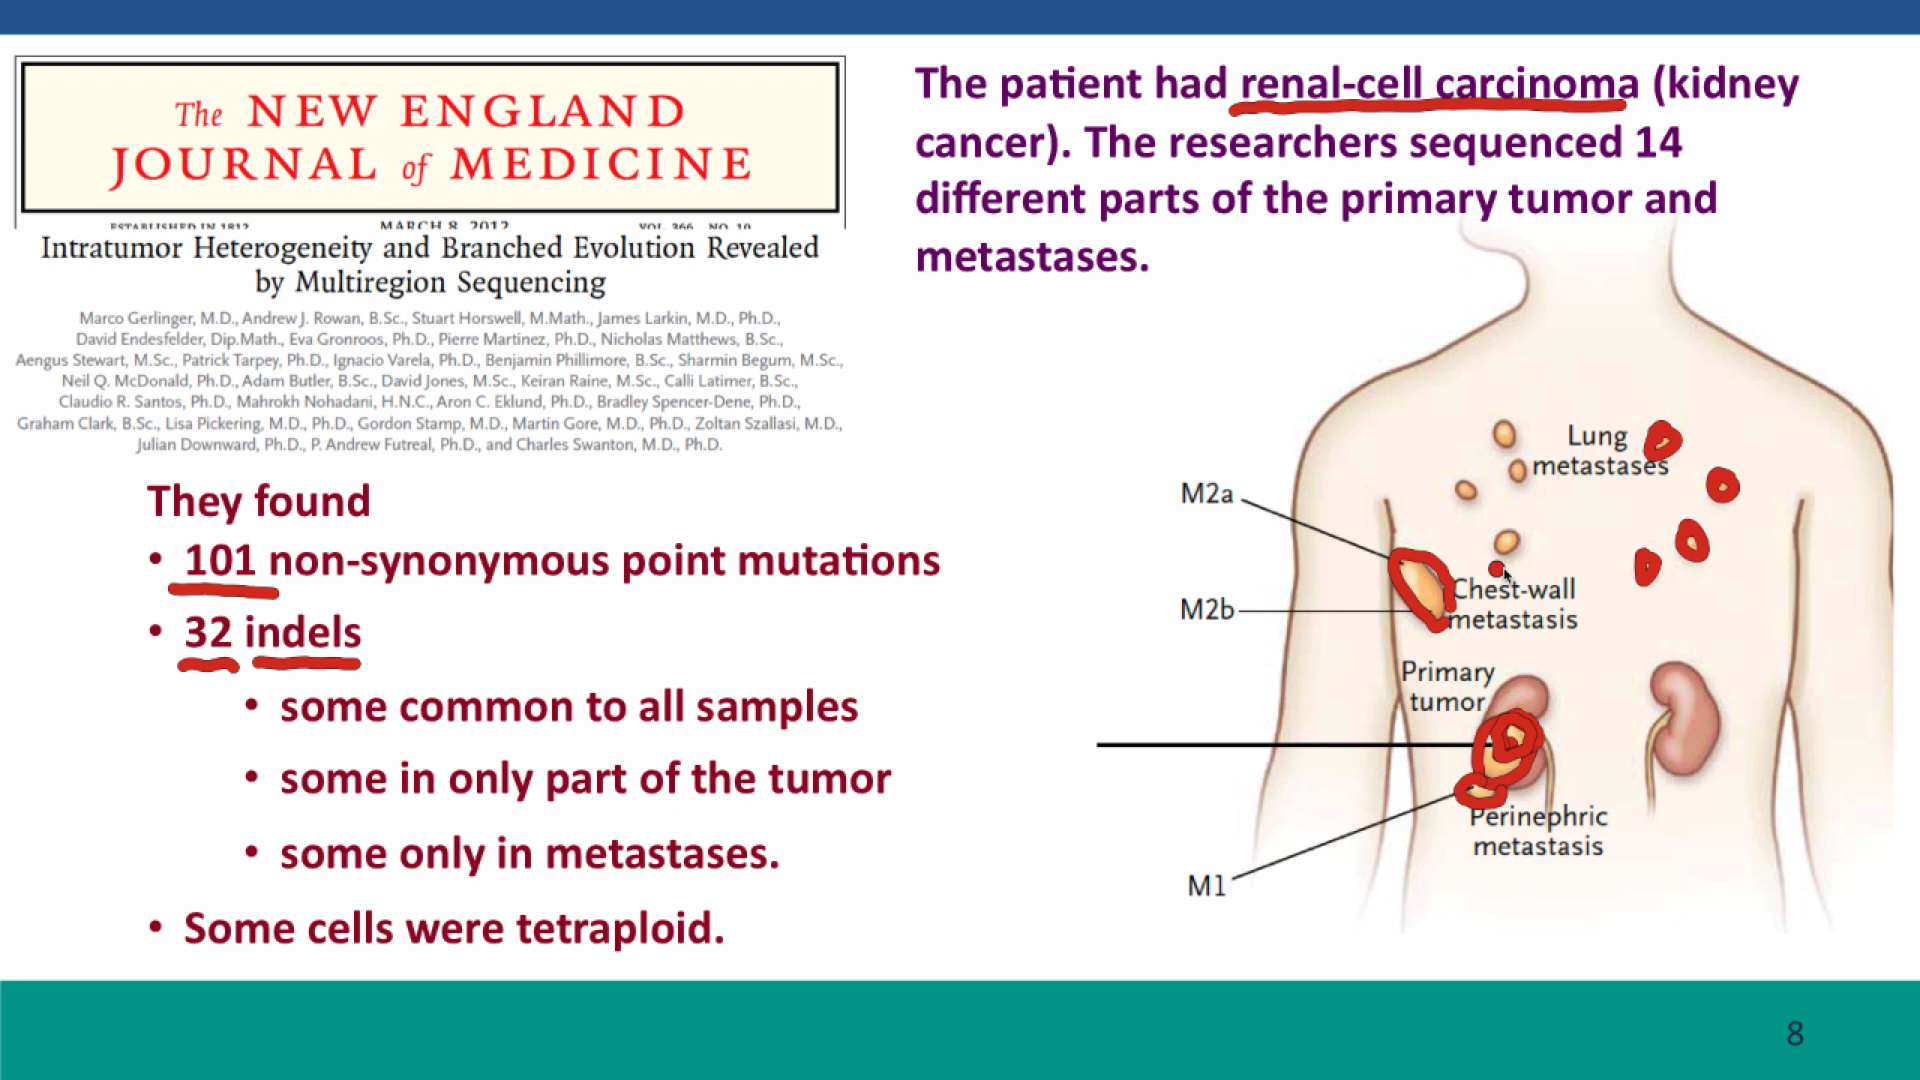 The NEW ENGLAND
JOURNAL of MEDICINE
ESTABLISHED IN 1812 MARCH 8, 2012 VOL. 366 NO. 10
Intratumor Heterogeneity and Branched Evolution Revealed
by Multiregion Sequencing
Marco Gerlinger, M.D., Andrew J. Rowan, B.Sc., Stuart Horswell, M.Math., James Larkin, M.D., Ph.D.,
David Endesfelder, Dip.Math., Eva Gronroos, Ph.D., Pierre Martinez, Ph.D., Nicholas Matthews, B.Sc.,
Aengus Stewart, M.Sc., Patrick Tarpey, Ph.D., Ignacio Varela, Ph.D., Benjamin Phillimore, B.Sc., Sharmin Begum, M.Sc.,
Neil Q. McDonald, Ph.D., Adam Butler, B.Sc., David Jones, M.Sc., Keiran Raine, M.Sc., Calli Latimer, B.Sc.,
Claudio R. Santos, Ph.D., Mahrokh Nohadani, H.N.C., Aron C. Eklund, Ph.D., Bradley Spencer-Dene, Ph.D.,
Graham Clark, B.Sc., Lisa Pickering, M.D., Ph.D., Gordon Stamp, M.D., Martin Gore, M.D., Ph.D., Zoltan Szallasi, M.D.,
Julian Downward, Ph.D., P. Andrew Futreal, Ph.D., and Charles Swanton, M.D., Ph.D.
They found
• 101 non-synonymous point mutations
• 32 indels
• some common to all samples
• some in only part of the tumor
• some only in metastases.
• Some cells were tetraploid.
The patient had renal-cell carcinoma (kidney
cancer). The researchers sequenced 14
different parts of the primary tumor and
metastases.
Lung
metastases
M2a
Chest-wall
metastasis
M2b
Primary
tumor
Perinephric
metastasis
M1
8